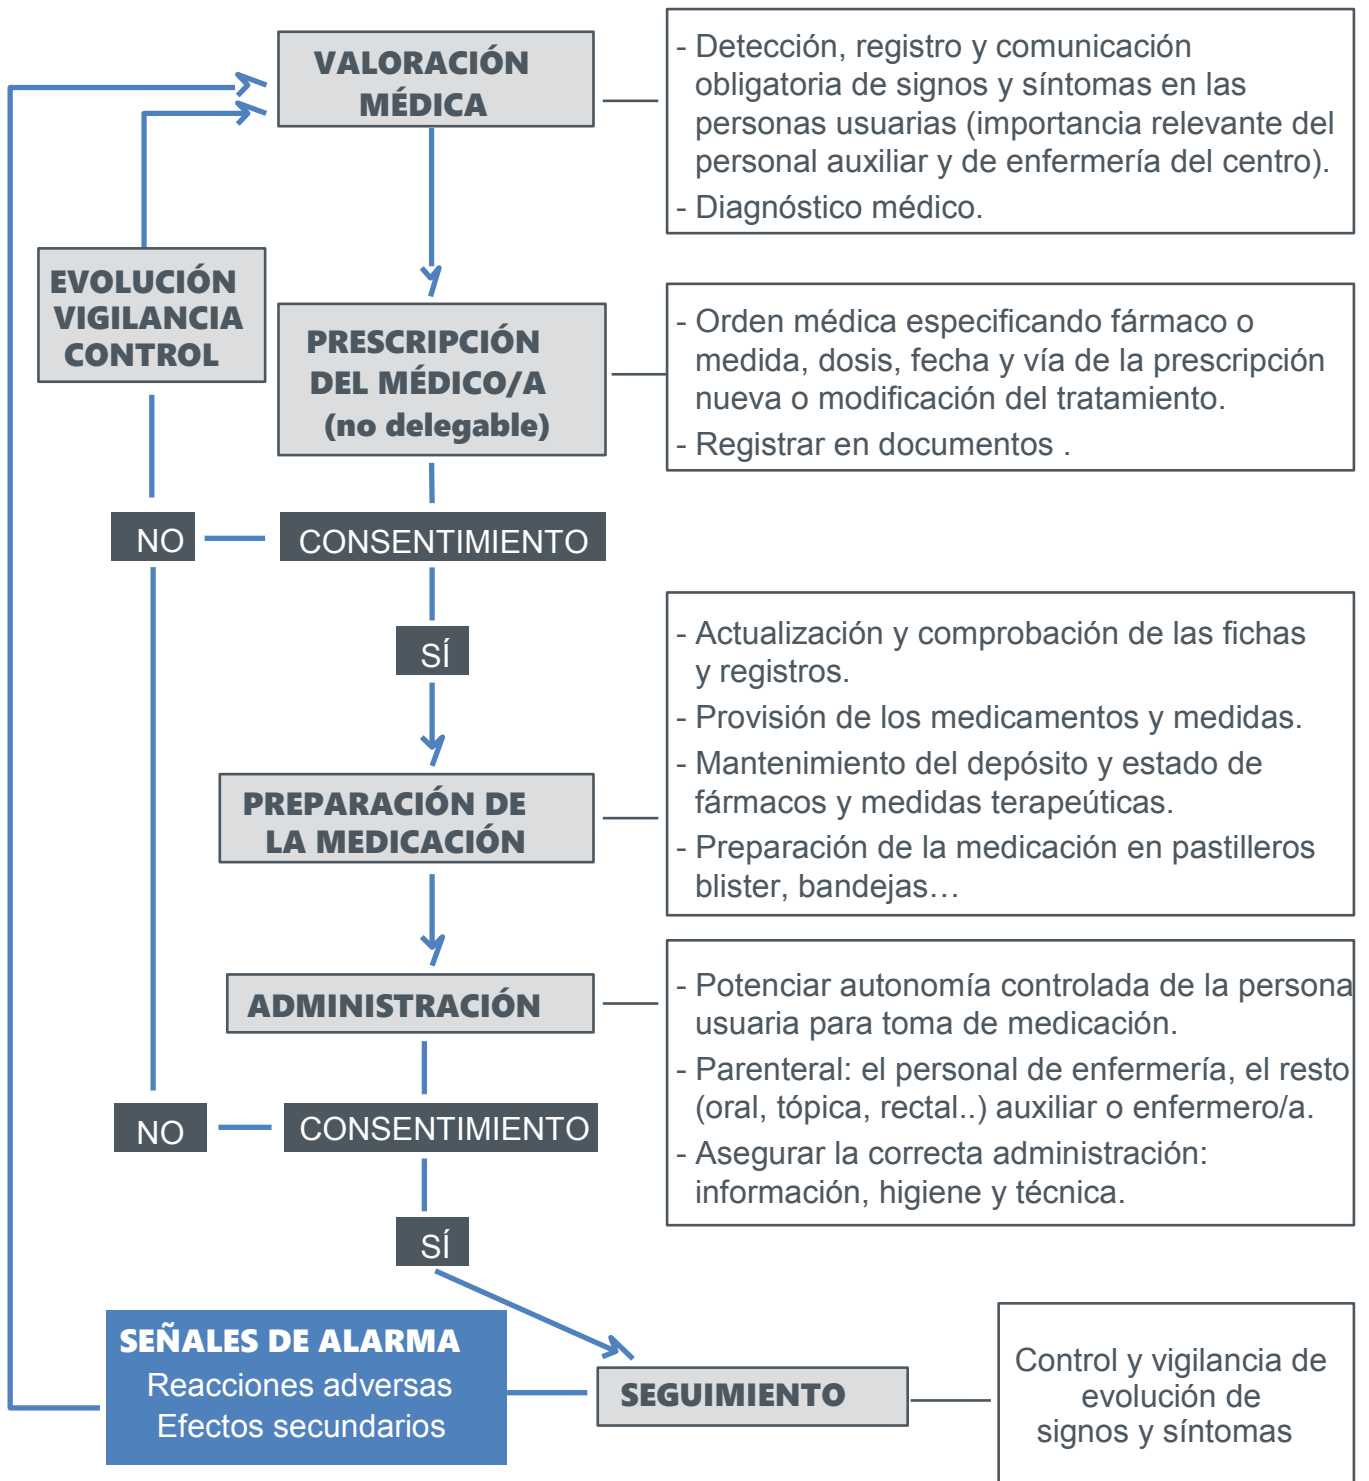 VALORACIÓN
MÉDICA
- Detección, registro y comunicación
obligatoria de signos y síntomas en las
personas usuarias (importancia relevante del
personal auxiliar y de enfermería del centro).
- Diagnóstico médico.
EVOLUCIÓN
VIGILANCIA
CONTROL
PRESCRIPCIÓN
DEL MÉDICO/A
(no delegable)
- Orden médica especificando fármaco o
medida, dosis, fecha y vía de la prescripción
nueva o modificación del tratamiento.
- Registrar en documentos .
NO
CONSENTIMIENTO
SÍ
- Actualización y comprobación de las fichas
y registros.
- Provisión de los medicamentos y medidas.
- Mantenimiento del depósito y estado de
fármacos y medidas terapeúticas.
- Preparación de la medicación en pastilleros
blister, bandejas…
PREPARACIÓN DE
LA MEDICACIÓN
ADMINISTRACIÓN
- Potenciar autonomía controlada de la persona
usuaria para toma de medicación.
- Parenteral: el personal de enfermería, el resto
(oral, tópica, rectal..) auxiliar o enfermero/a.
- Asegurar la correcta administración:
información, higiene y técnica.
NO
CONSENTIMIENTO
SÍ
SEÑALES DE ALARMA
Reacciones adversas
Efectos secundarios
SEGUIMIENTO
Control y vigilancia de
evolución de
signos y síntomas